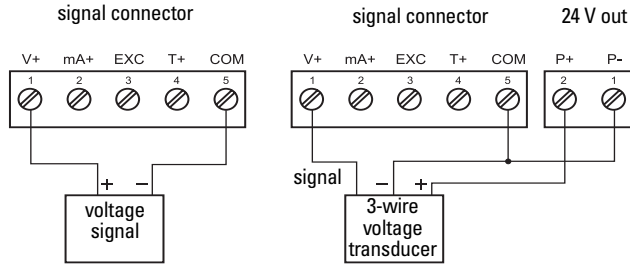 signal connector
V+ mA+ EXC T+ COM
1 2 3 4 5
+ −
voltage
signal
signal connector
V+ mA+ EXC T+ COM
1 2 3 4 5
24 V out
P+ P-
2 1
signal
− +
3-wire
voltage
transducer